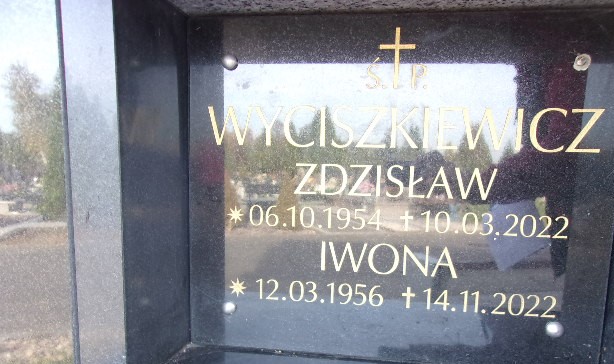 Ś.P.
WYCISZKIEWICZ
ZDZISŁAW
*06.10.1954 †10.03.2022
IWONA
* 12.03.1956 †14.11.2022